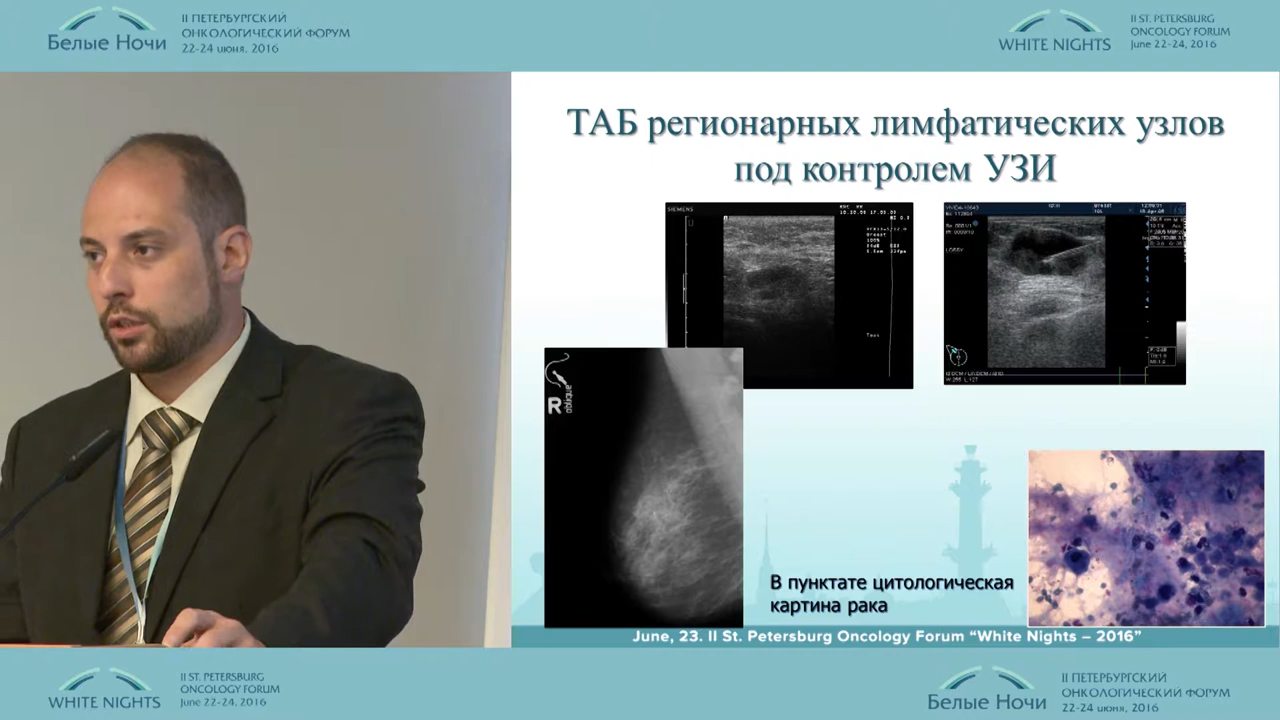 Белые Ночи
II ПЕТЕРБУРГСКИЙ
ОНКОЛОГИЧЕСКИЙ ФОРУМ
22-24 июня, 2016
WHITE NIGHTS
II ST. PETERSBURG
ONCOLOGY FORUM
June 22-24, 2016
ТАБ регионарных лимфатических узлов
под контролем УЗИ
SIEMENS
R
В пунктате цитологическая
картина рака
June, 23. II St. Petersburg Oncology Forum “White Nights – 2016”
WHITE NIGHTS
II ST. PETERSBURG
ONCOLOGY FORUM
June 22-24, 2016
Белые Ночи
II ПЕТЕРБУРГСКИЙ
ОНКОЛОГИЧЕСКИЙ ФОРУМ
22-24 июня, 2016